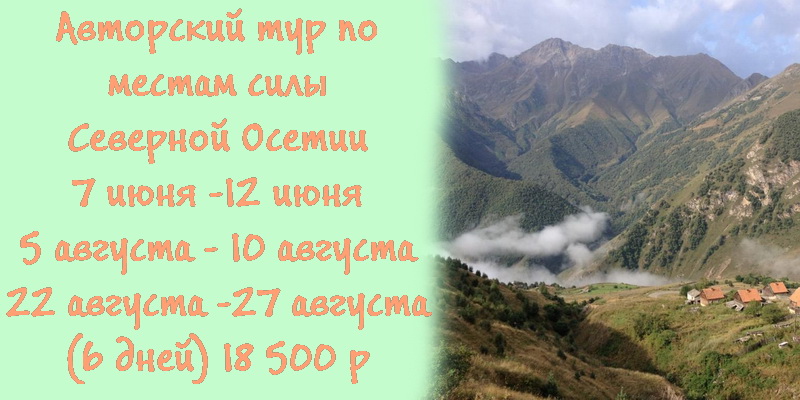 Авторский тур по
местам силы
Северной Осетии
7 июня -12 июня
5 августа - 10 августа
22 августа -27 августа
(6 дней) 18 500 р